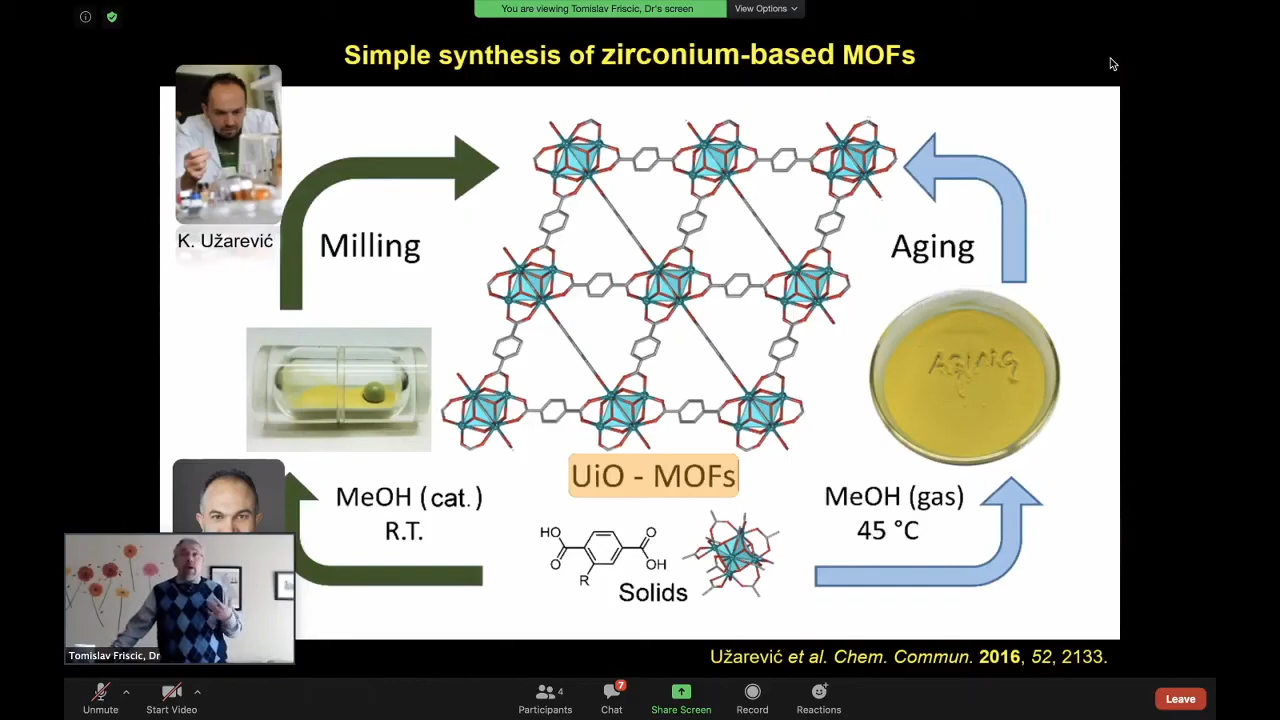 You are viewing Tomislav Friscic, Dr's screen
View Options
Simple synthesis of zirconium-based MOFs
K. Užarević
Milling
Aging
AGING
UiO - MOFs
MeOH (cat.)
R.T.
MeOH (gas)
45 °C
HO
O
O
OH
R
Solids
Tomislav Friscic, Dr
Užarević et al. Chem. Commun. 2016, 52, 2133.
Unmute
Start Video
Participants
4
Chat
7
Share Screen
Record
Reactions
Leave